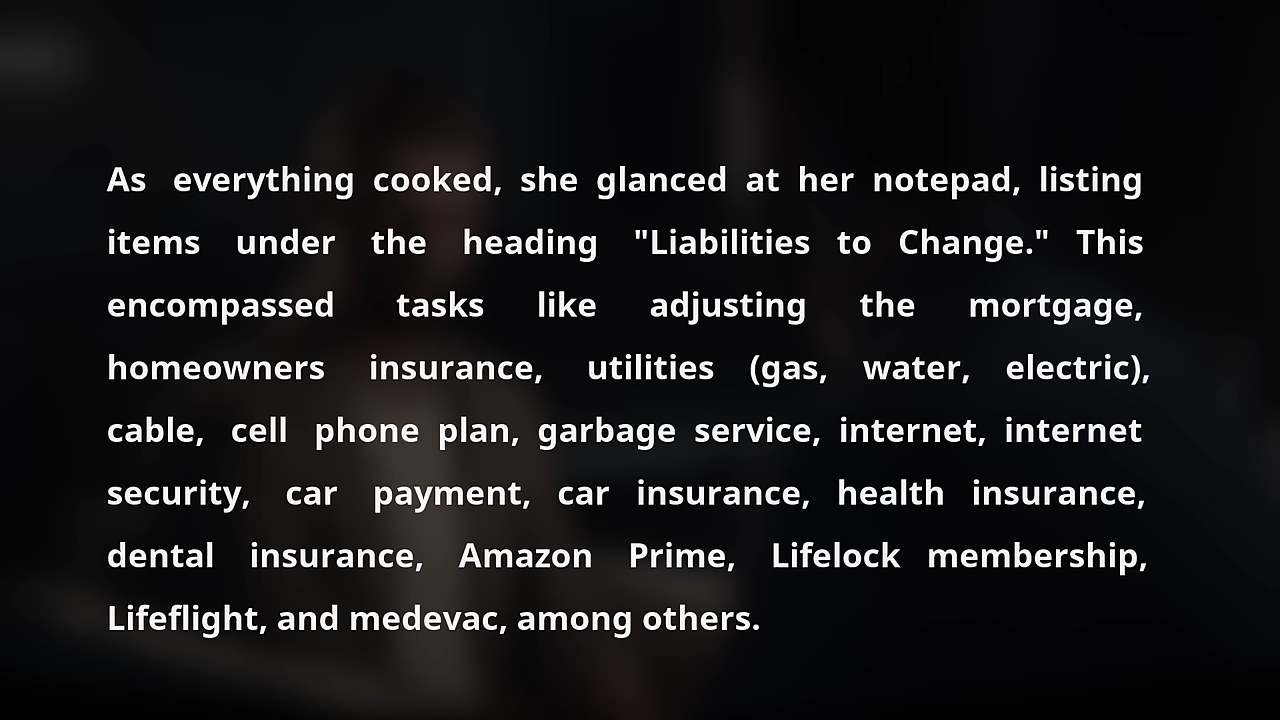 As everything cooked, she glanced at her notepad, listing
items under the heading "Liabilities to Change." This
encompassed tasks like adjusting the mortgage,
homeowners insurance, utilities (gas, water, electric),
cable, cell phone plan, garbage service, internet, internet
security, car payment, car insurance, health insurance,
dental insurance, Amazon Prime, Lifelock membership,
Lifeflight, and medevac, among others.